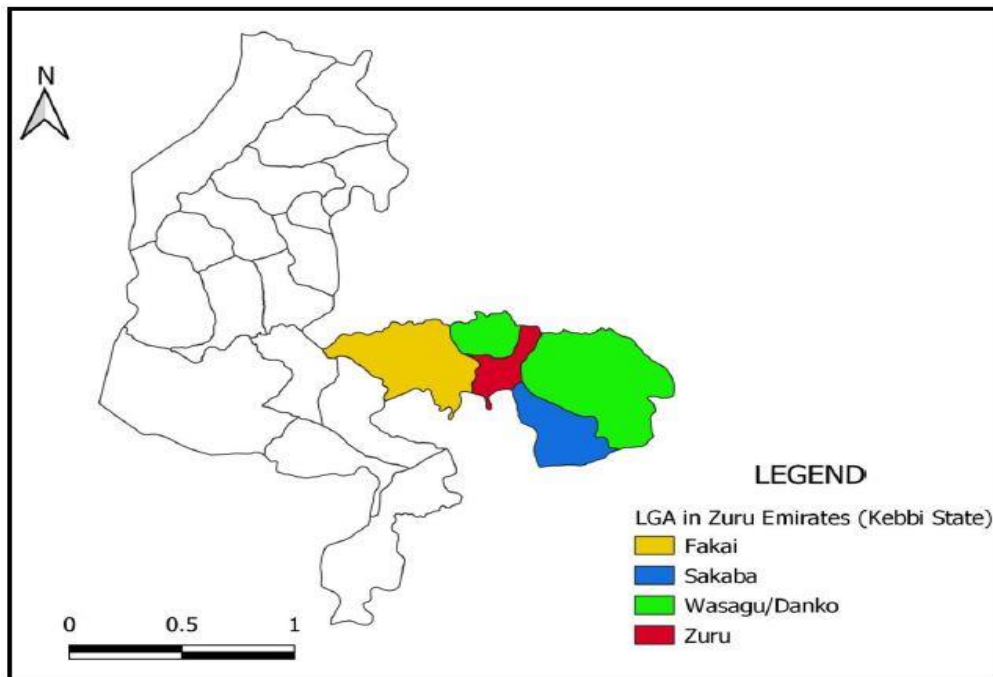 N
LEGEND
LGA in Zuru Emirates (Kebbi State)
Fakai
Sakaba
Wasagu/Danko
Zuru
0 0.5 1